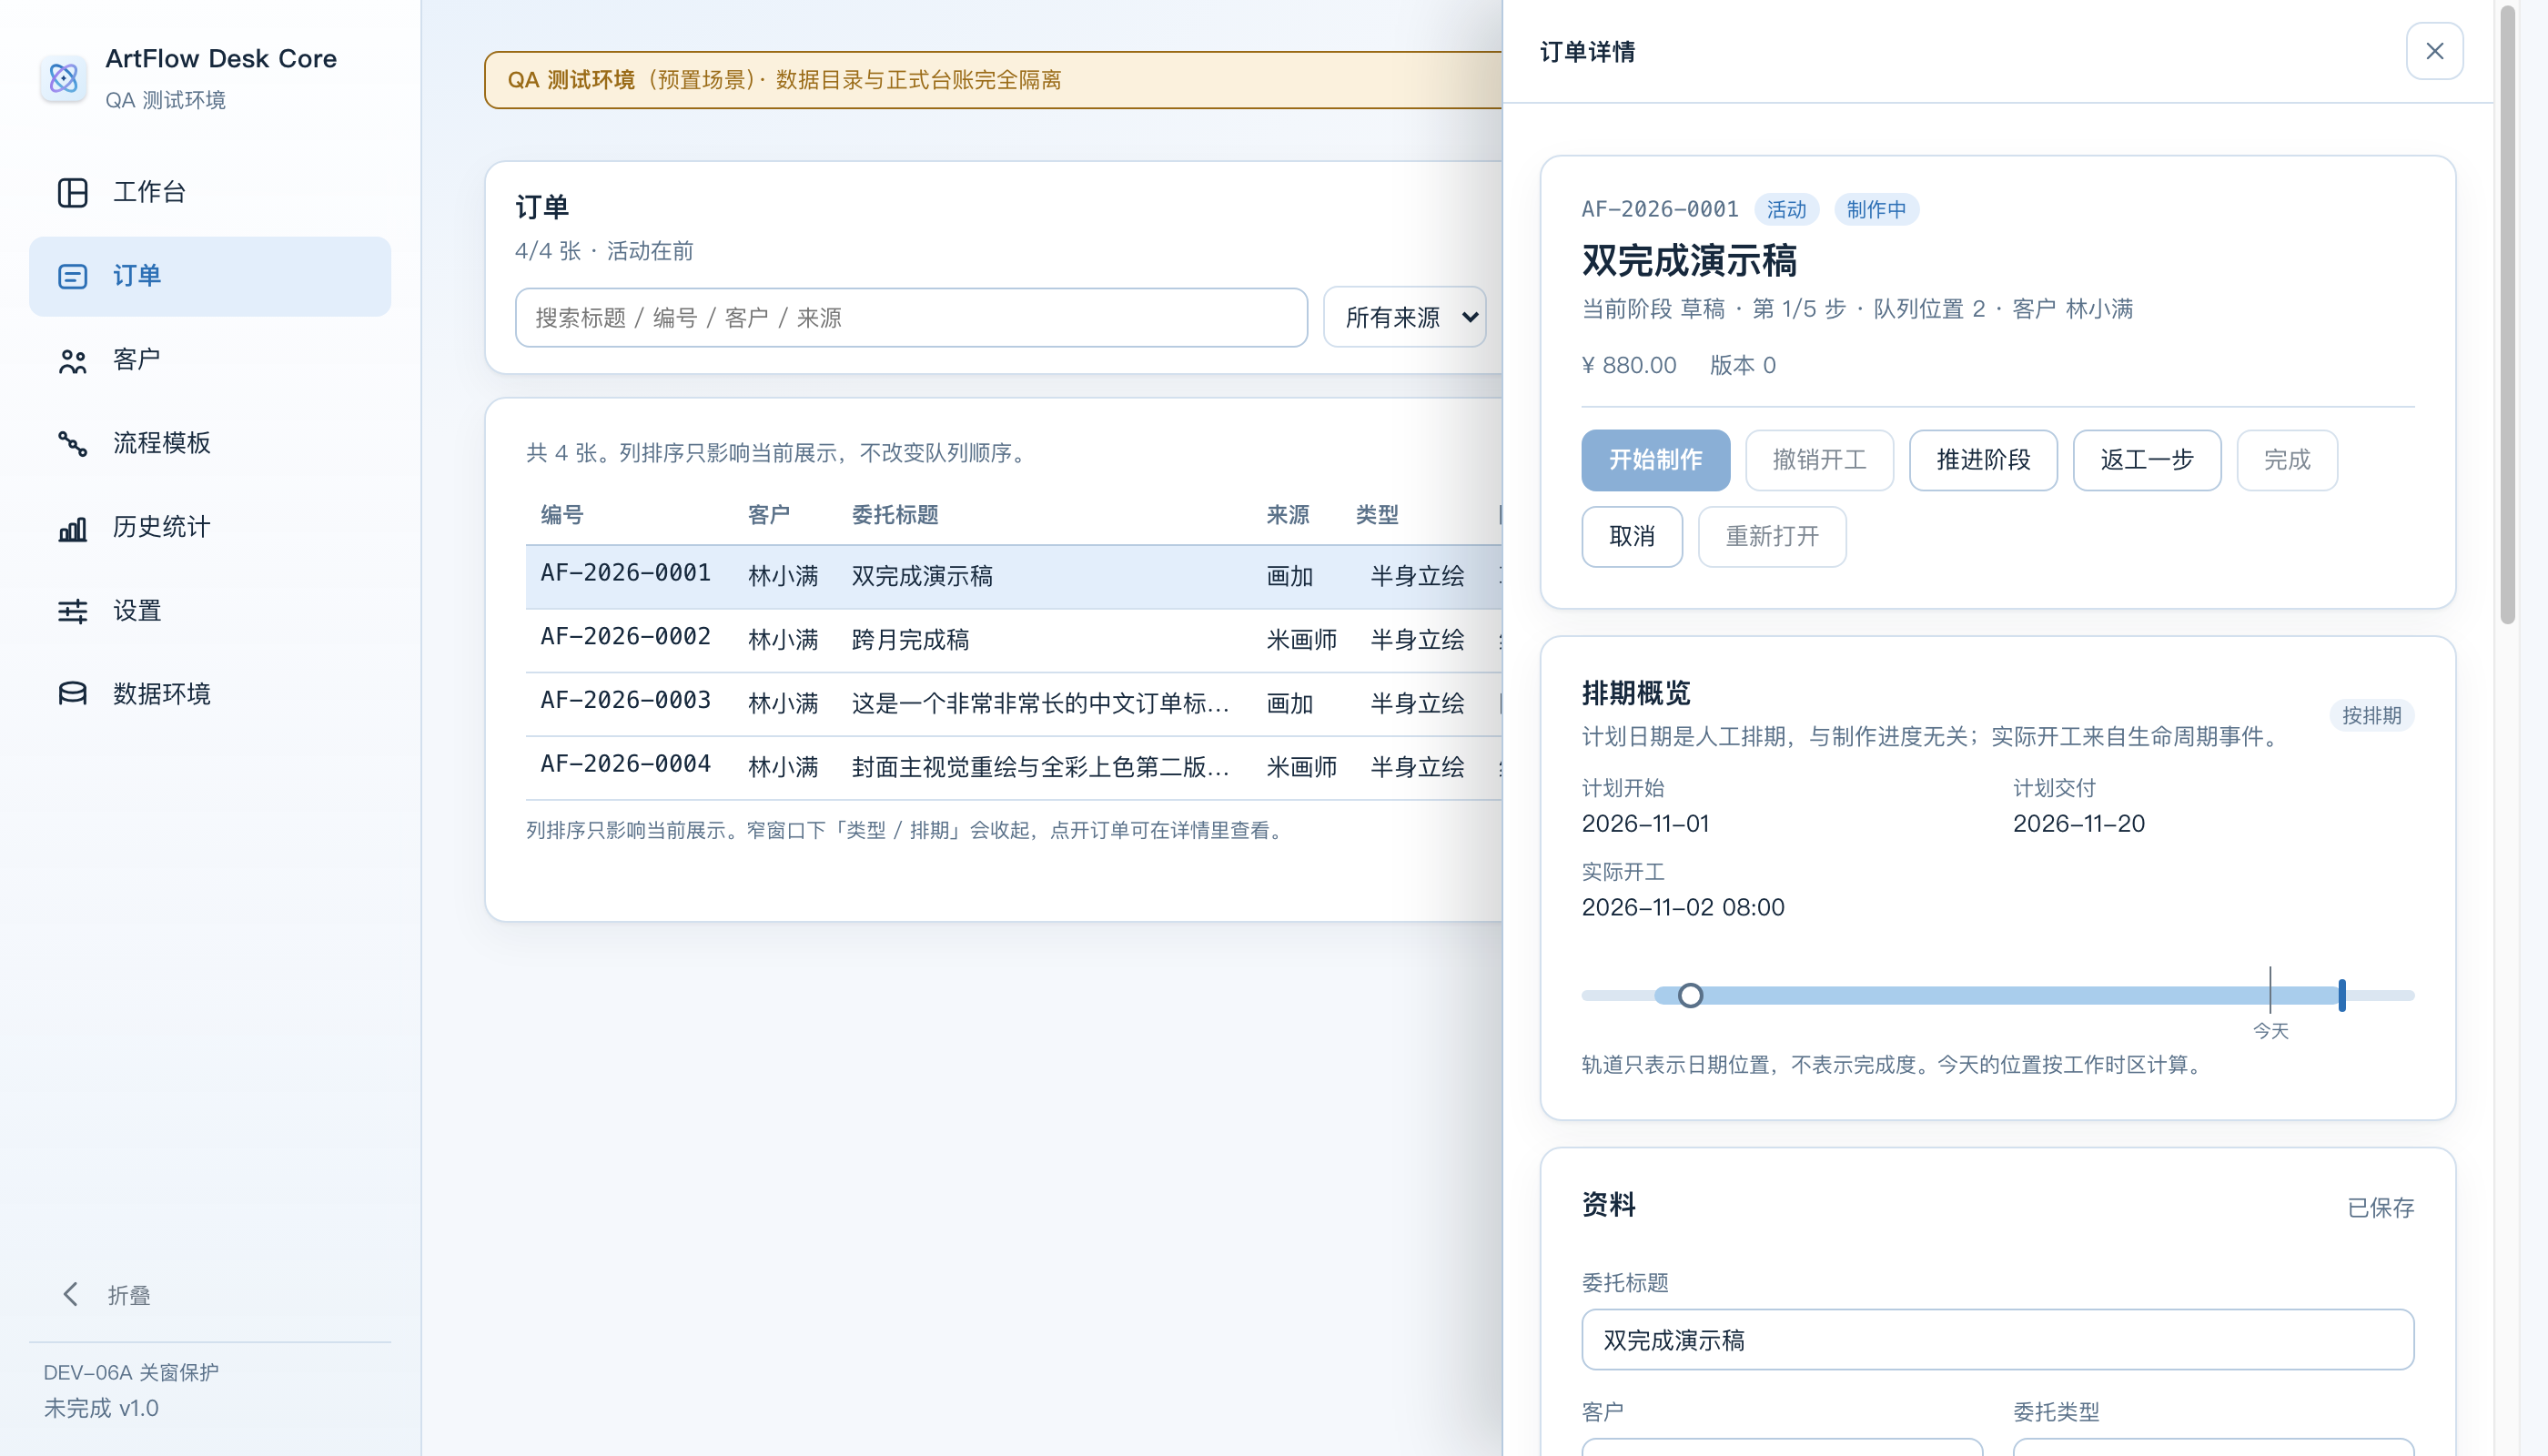 ArtFlow Desk Core
QA 测试环境
工作台
订单
客户
流程模板
历史统计
设置
数据环境
折叠
DEV-06A 关窗保护
未完成 v1.0
QA 测试环境（预置场景）· 数据目录与正式台账完全隔离
订单
4/4 张 · 活动在前
搜索标题 / 编号 / 客户 / 来源
所有来源
共 4 张。列排序只影响当前展示，不改变队列顺序。
编号 客户 委托标题 来源 类型
AF-2026-0001 林小满 双完成演示稿 画加 半身立绘
AF-2026-0002 林小满 跨月完成稿 米画师 半身立绘
AF-2026-0003 林小满 这是一个非常非常长的中文订单标... 画加 半身立绘
AF-2026-0004 林小满 封面主视觉重绘与全彩上色第二版... 米画师 半身立绘
列排序只影响当前展示。窄窗口下「类型 / 排期」会收起，点开订单可在详情里查看。
订单详情
AF-2026-0001 活动 制作中
双完成演示稿
当前阶段 草稿 · 第 1/5 步 · 队列位置 2 · 客户 林小满
¥ 880.00 版本 0
开始制作 撤销开工 推进阶段 返工一步 完成
取消 重新打开
排期概览
按排期
计划日期是人工排期，与制作进度无关；实际开工来自生命周期事件。
计划开始 计划交付
2026-11-01 2026-11-20
实际开工
2026-11-02 08:00
今天
轨道只表示日期位置，不表示完成度。今天的位置按工作时区计算。
资料 已保存
委托标题
双完成演示稿
客户 委托类型